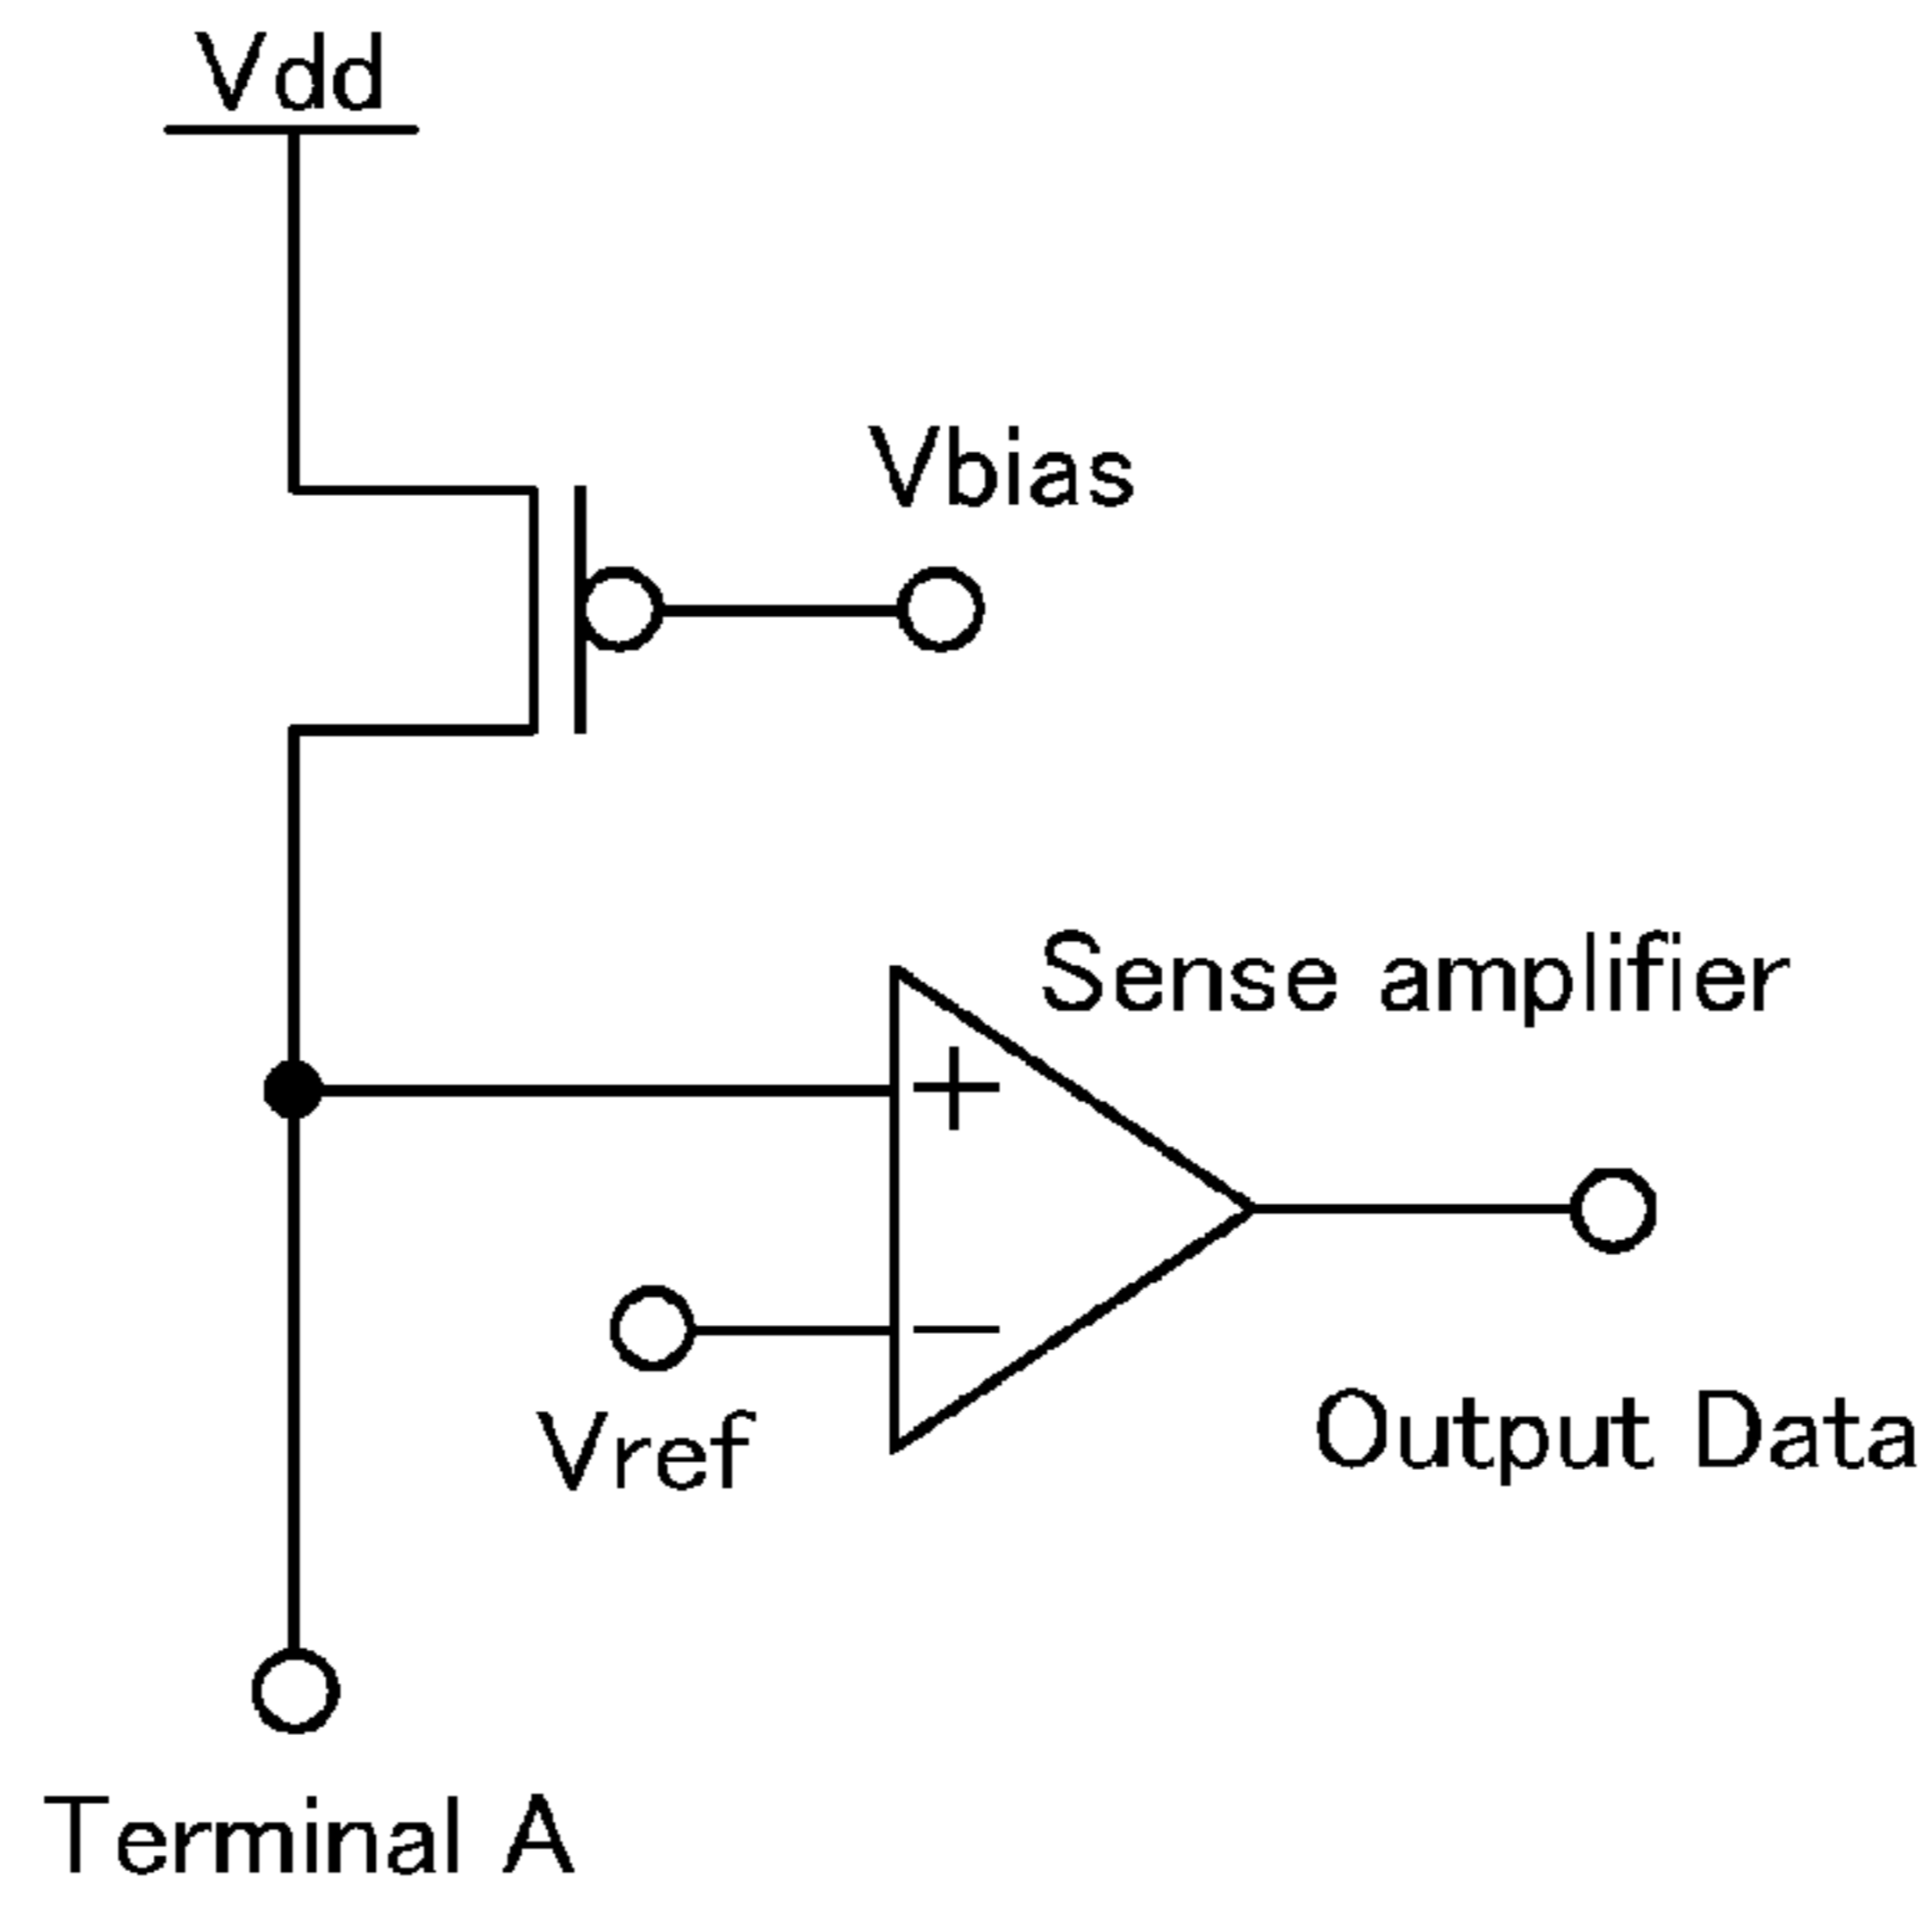 Vdd
Vbias
Sense amplifier
+
−
Vref
Output Data
Terminal A